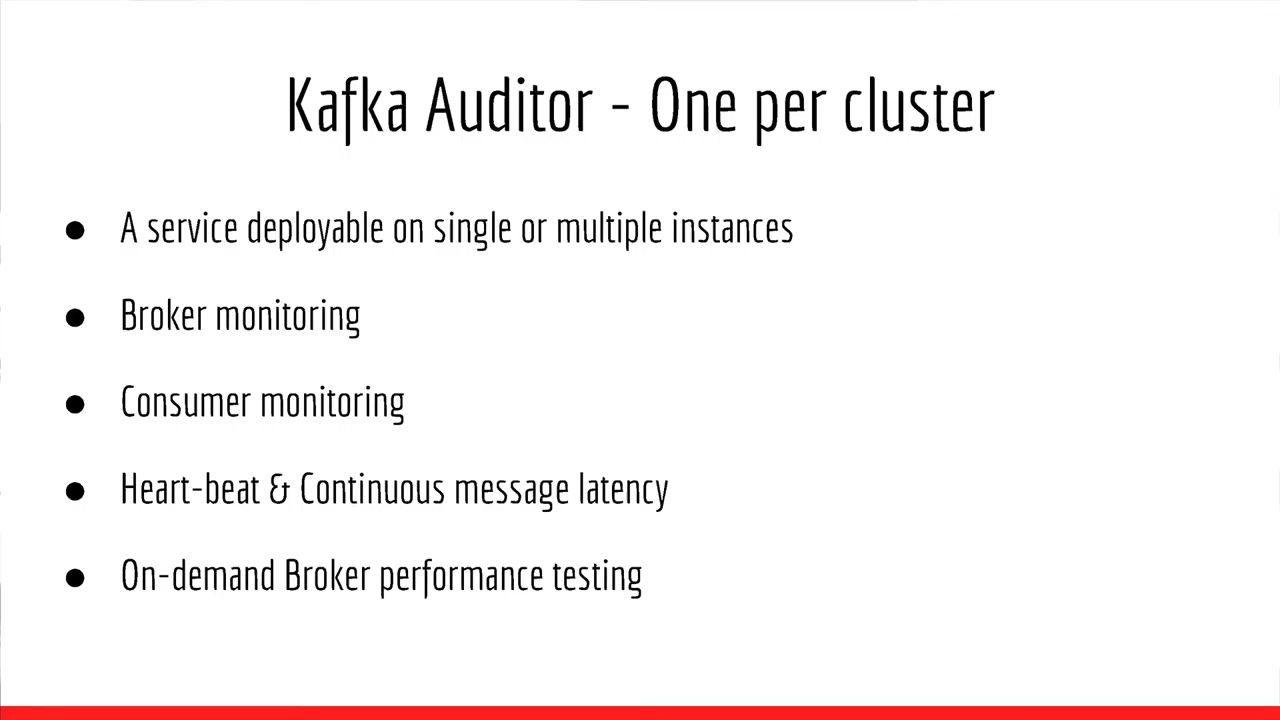 Kafka Auditor - One per cluster
● A service deployable on single or multiple instances
● Broker monitoring
● Consumer monitoring
● Heart-beat & Continuous message latency
● On-demand Broker performance testing